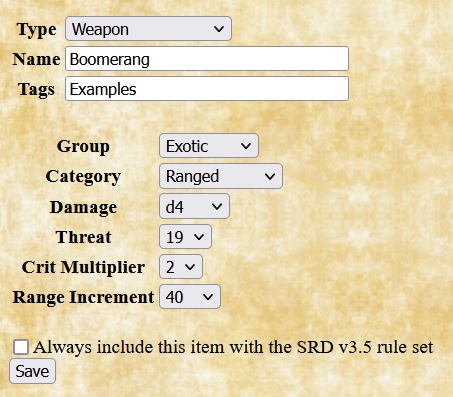 Type Weapon
Name Boomerang
Tags Examples
Group Exotic
Category Ranged
Damage d4
Threat 19
Crit Multiplier 2
Range Increment 40
Always include this item with the SRD v3.5 rule set
Save